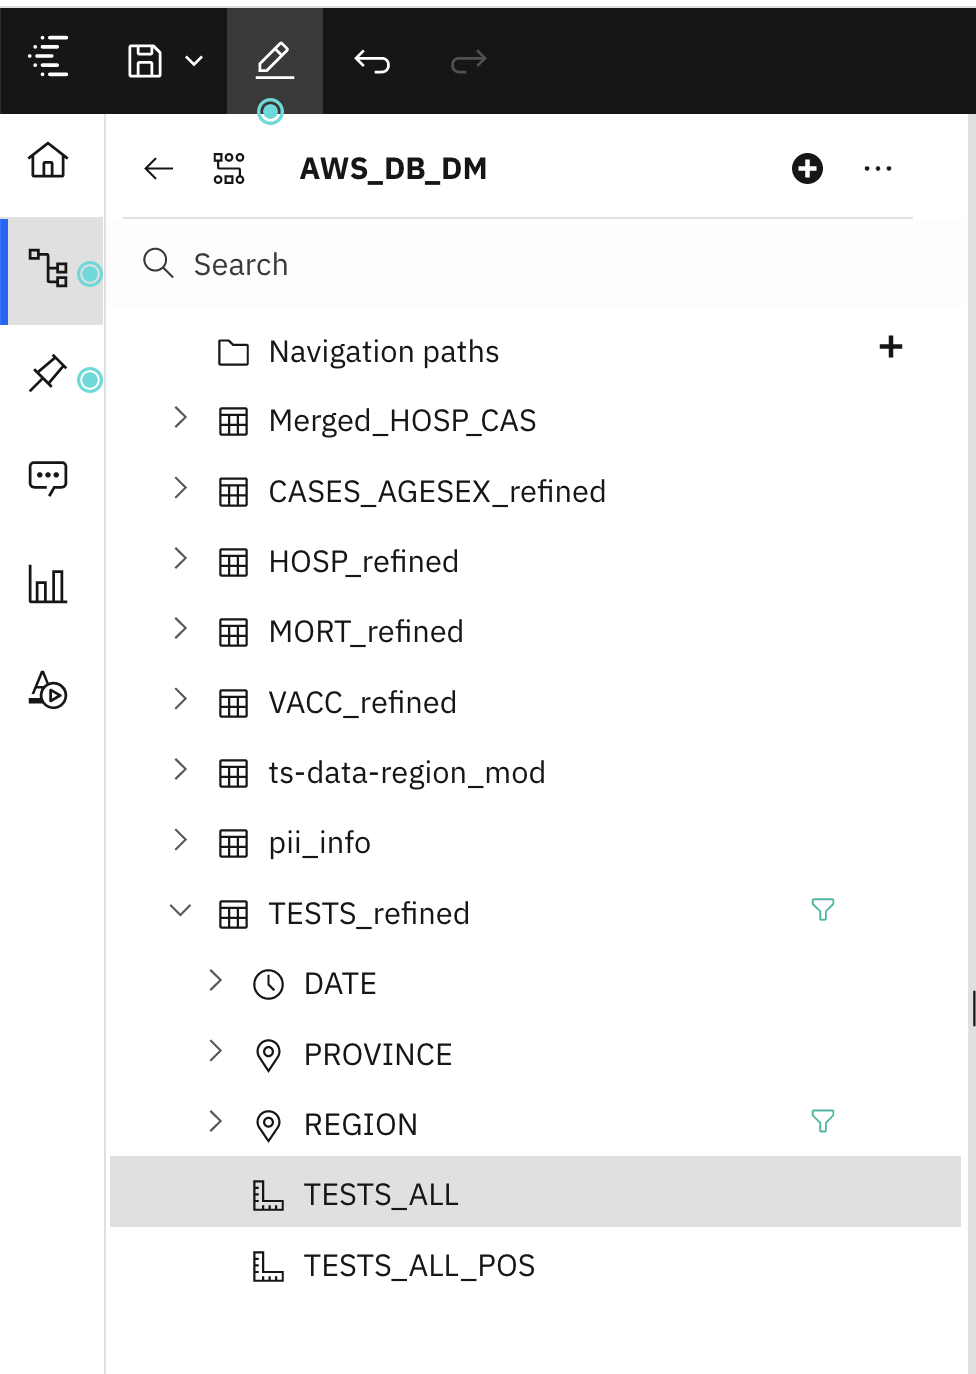 AWS_DB_DM
Search
Navigation paths
Merged_HOSP_CAS
CASES_AGESEX_refined
HOSP_refined
MORT_refined
VACC_refined
ts-data-region_mod
pii_info
TESTS_refined
DATE
PROVINCE
REGION
TESTS_ALL
TESTS_ALL_POS